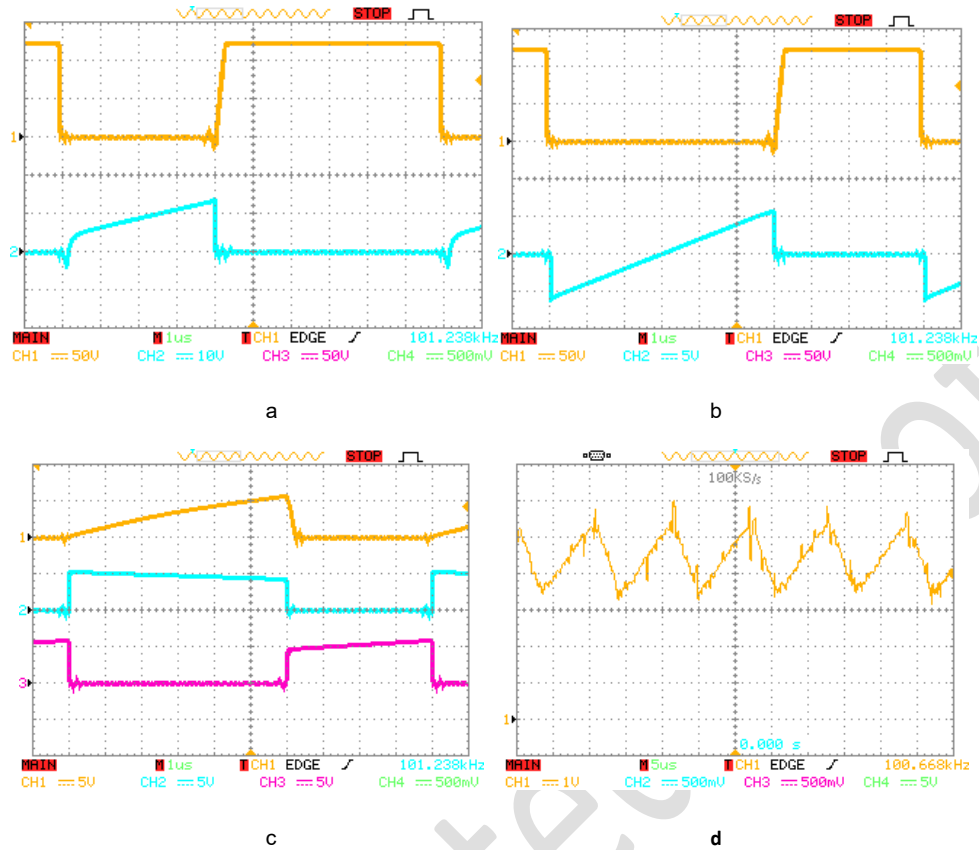 STOP
STOP
1
2
1
2
MAIN M 1us T CH1 EDGE 101.238kHz
CH1 50V CH2 10V CH3 50V CH4 500mV
MAIN M 1us T CH1 EDGE 101.238kHz
CH1 50V CH2 5V CH3 50V CH4 500mV
a
b
STOP
STOP
100KS/s
1
2
3
1
0.000 s
MAIN M 1us T CH1 EDGE 101.238kHz
CH1 5V CH2 5V CH3 5V CH4 500mV
MAIN M 5us T CH1 EDGE 100.668kHz
CH1 1V CH2 500mV CH3 500mV CH4 5V
c
d